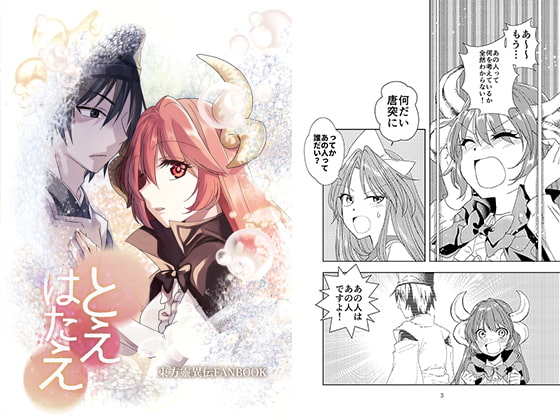 とえ
はたえ
東方靈異伝FANBOOK
あ~~
もう…
あの人って
何を考えているか
全然わからない!
何だい
唐突に
ってか
あの人って
誰だい?
あの人は
あの人
ですよ!
3